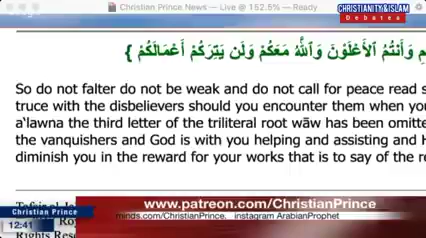 Christian Prince News — Live @ 152.5% — Ready
CHRISTIANITY&ISLAM
Debates
وَأَنتُمُ ٱلأَعْلَوْنَ وَٱللَّهُ مَعَكُمْ وَلَن يَتِرَكُمْ أَعْمَالَكُمْ }
So do not falter do not be weak and do not call for peace read s
truce with the disbelievers should you encounter them when you
a'lawna the third letter of the triliteral root wāw has been omitte
the vanquishers and God is with you helping and assisting and H
diminish you in the reward for your works that is to say of the re
www.patreon.com/ChristianPrince
Christian Prince
minds.com/ChristianPrince, instagram ArabianProphet
12:41
Rights Rese